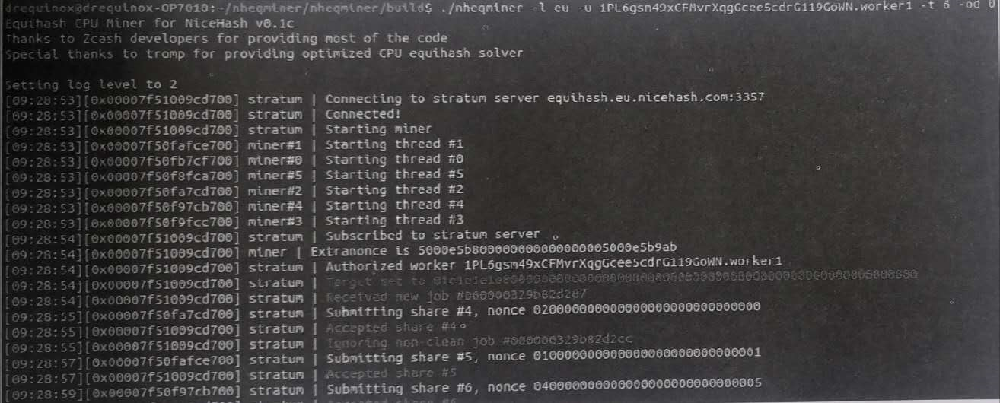 drequinox@drequinox-OP7010:~/nheqminer/nheqminer/build$ ./nheqminer -l eu -u 1PL6gsm49xCFMvrXqgGcee5cdrG119GoWN.worker1 -t 6 -od 0
Equihash CPU Miner for NiceHash v0.1c
Thanks to Zcash developers for providing most of the code
Special thanks to tromp for providing optimized CPU equihash solver
Setting log level to 2
[09:28:53][0x00007f51009cd700] stratum | Connecting to stratum server equihash.eu.nicehash.com:3357
[09:28:53][0x00007f51009cd700] stratum | Connected!
[09:28:53][0x00007f51009cd700] stratum | Starting miner
[09:28:53][0x00007f50fafce700] miner#1 | Starting thread #1
[09:28:53][0x00007f50fb7cf700] miner#0 | Starting thread #0
[09:28:53][0x00007f50f8fca700] miner#5 | Starting thread #5
[09:28:53][0x00007f50fa7cd700] miner#2 | Starting thread #2
[09:28:53][0x00007f50f97cb700] miner#4 | Starting thread #4
[09:28:53][0x00007f50f9fcc700] miner#3 | Starting thread #3
[09:28:54][0x00007f51009cd700] stratum | Subscribed to stratum server
[09:28:54][0x00007f51009cd700] miner | Extranonce is 5000e5b8000000000000000005000e5b9ab
[09:28:54][0x00007f51009cd700] stratum | Authorized worker 1PL6gsm49xCFMvrXqgGcee5cdrG119GoWN.worker1
[09:28:54][0x00007f51009cd700] stratum | Target set to
[09:28:54][0x00007f51009cd700] stratum | Received new job #000000329b82d287
[09:28:55][0x00007f50fa7cd700] stratum | Submitting share #4, nonce 0200000000000000000000000000000
[09:28:55][0x00007f51009cd700] stratum | Accepted share #4
[09:28:55][0x00007f51009cd700] stratum | Ignoring non-clean job #000000329b82d2cc
[09:28:57][0x00007f50fafce700] stratum | Submitting share #5, nonce 0100000000000000000000000000001
[09:28:57][0x00007f51009cd700] stratum | Accepted share #5
[09:28:59][0x00007f50f97cb700] stratum | Submitting share #6, nonce 0400000000000000000000000000005